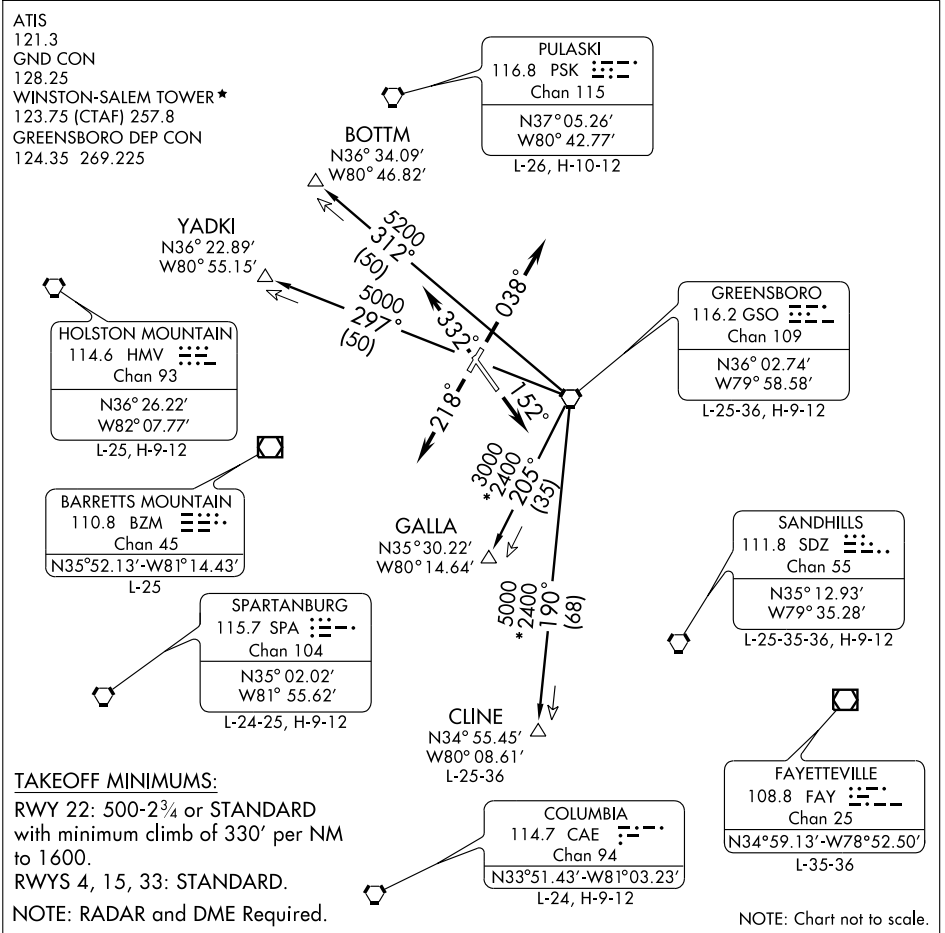 ATIS
121.3
GND CON
128.25
WINSTON-SALEM TOWER★
123.75 (CTAF) 257.8
GREENSBORO DEP CON
124.35 269.225
PULASKI
116.8 PSK
Chan 115
N37°05.26’
W80°42.77’
L-26, H-10-12
BOTTM
N36°34.09’
W80°46.82’
YADKI
N36°22.89’
W80°55.15’
5200
312°
(50)
5000
297°
(50)
332°
038°
218°
152°
HOLSTON MOUNTAIN
114.6 HMV
Chan 93
N36°26.22’
W82°07.77’
L-25, H-9-12
GREENSBORO
116.2 GSO
Chan 109
N36°02.74’
W79°58.58’
L-25-36, H-9-12
BARRETTS MOUNTAIN
110.8 BZM
Chan 45
N35°52.13’-W81°14.43’
L-25
3000
*2400
205°
(35)
GALLA
N35°30.22’
W80°14.64’
5000
*2400
190°
(68)
SANDHILLS
111.8 SDZ
Chan 55
N35°12.93’
W79°35.28’
L-25-35-36, H-9-12
SPARTANBURG
115.7 SPA
Chan 104
N35°02.02’
W81°55.62’
L-24-25, H-9-12
CLINE
N34°55.45’
W80°08.61’
L-25-36
FAYETTEVILLE
108.8 FAY
Chan 25
N34°59.13’-W78°52.50’
L-35-36
TAKEOFF MINIMUMS:
RWY 22: 500-2¾ or STANDARD
with minimum climb of 330’ per NM
to 1600.
RWYS 4, 15, 33: STANDARD.
NOTE: RADAR and DME Required.
COLUMBIA
114.7 CAE
Chan 94
N33°51.43’-W81°03.23’
L-24, H-9-12
NOTE: Chart not to scale.